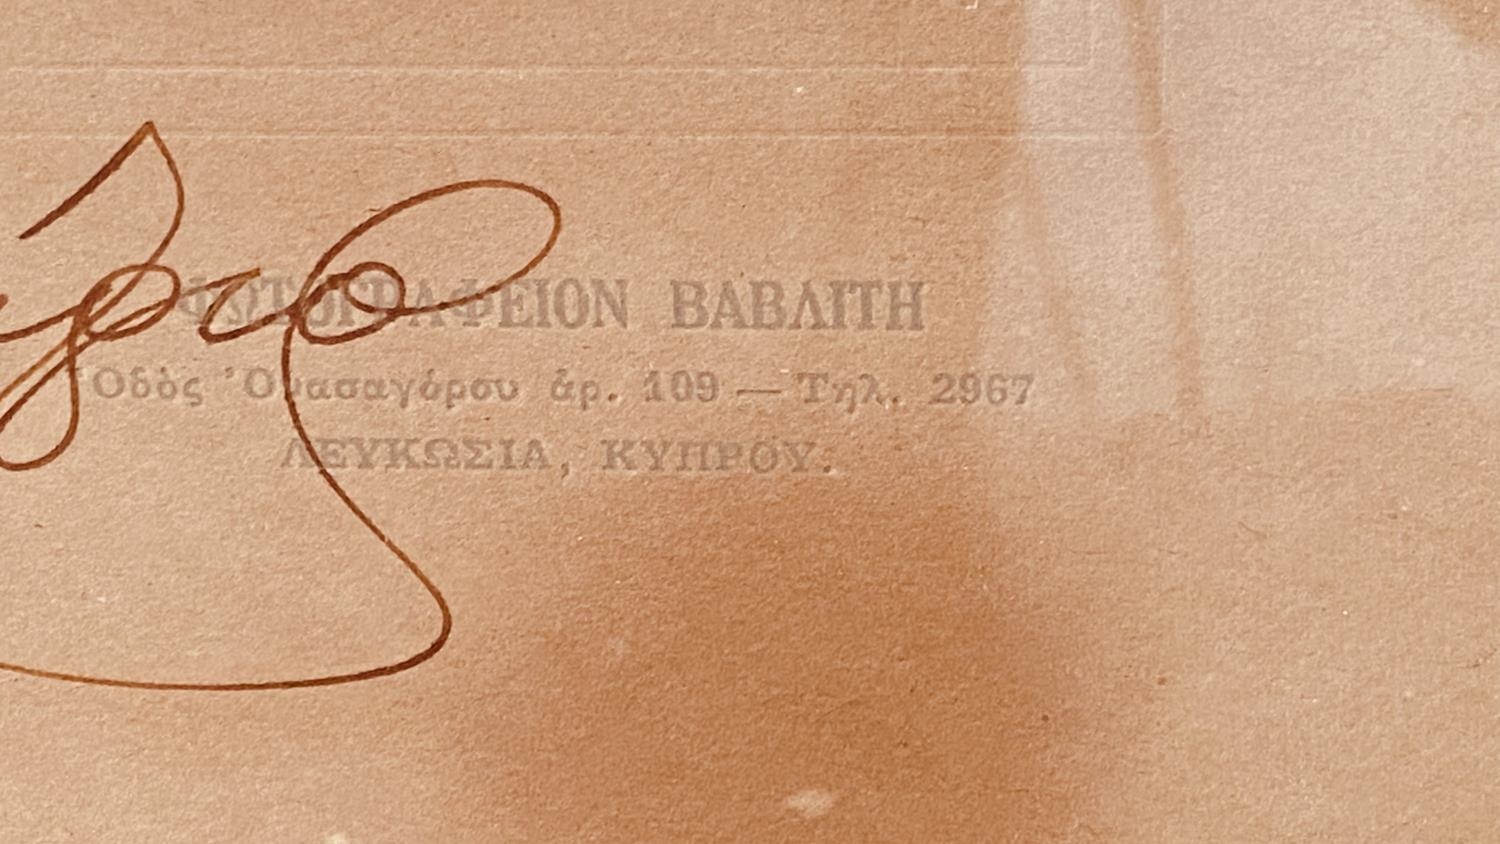 ΦΩΤΟΓΡΑΦΕΙΟΝ ΒΑΒΛΙΤΗ
Ὁδὸς Ὀνασαγόρου ἀρ. 109 — Τηλ. 2967
ΛΕΥΚΩΣΙΑ, ΚΥΠΡΟΥ.